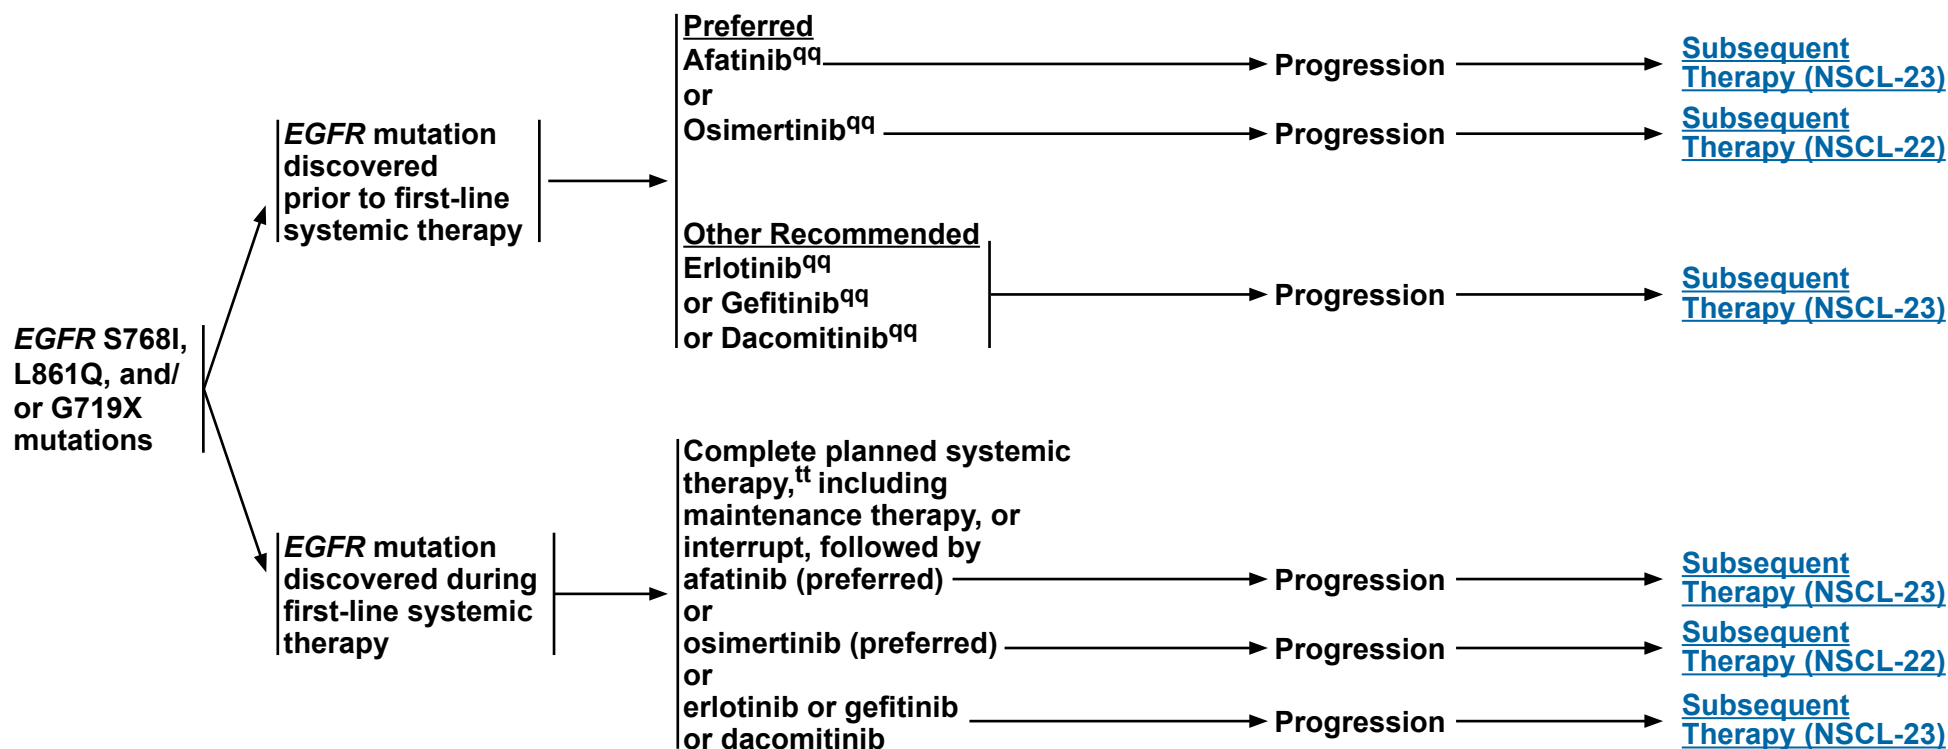 EGFR S768I,
L861Q, and/
or G719X
mutations
EGFR mutation
discovered
prior to first-line
systemic therapy
Preferred
Afatinibqq
or
Osimertinibqq
Other Recommended
Erlotinibqq
or Gefitinibqq
or Dacomitinibqq
Progression
Subsequent
Therapy (NSCL-23)
Progression
Subsequent
Therapy (NSCL-22)
Progression
Subsequent
Therapy (NSCL-23)
EGFR mutation
discovered during
first-line systemic
therapy
Complete planned systemic
therapy,tt including
maintenance therapy, or
interrupt, followed by
afatinib (preferred)
or
osimertinib (preferred)
or
erlotinib or gefitinib
or dacomitinib
Progression
Subsequent
Therapy (NSCL-23)
Progression
Subsequent
Therapy (NSCL-22)
Progression
Subsequent
Therapy (NSCL-23)